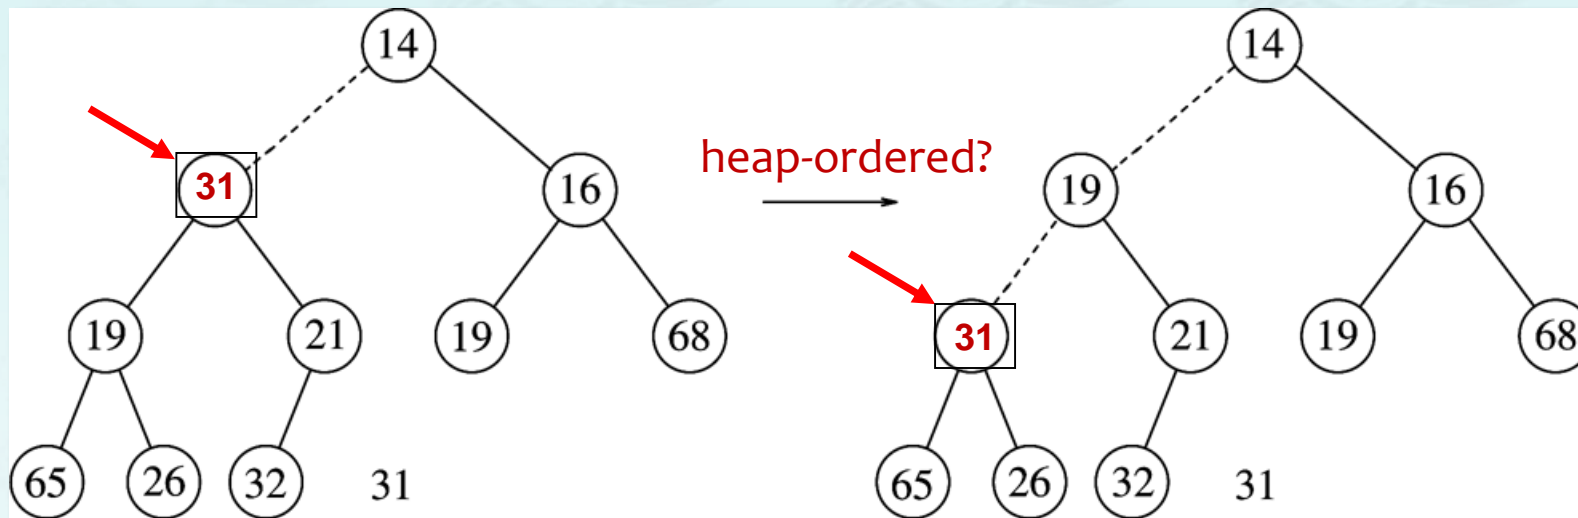 14 14
31 heap-ordered? 19 16
16
19 21 19 68 31 21 19 68
65 26 32 31 65 26 32 31